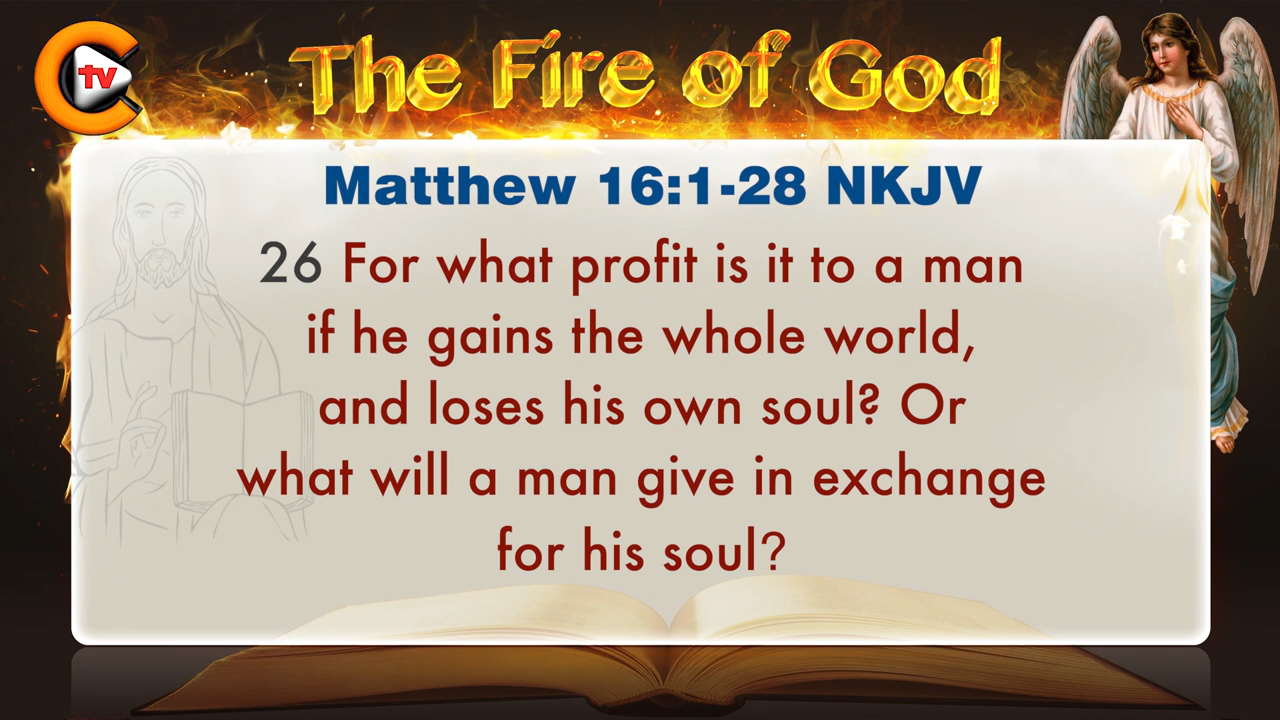 tv
The Fire of God
Matthew 16:1-28 NKJV
26 For what profit is it to a man
if he gains the whole world,
and loses his own soul? Or
what will a man give in exchange
for his soul?